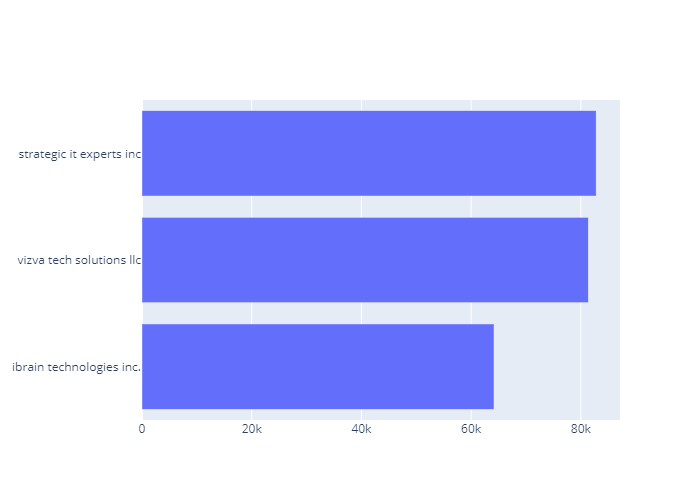 strategic it experts inc
vizva tech solutions llc
ibrain technologies inc.
0 20k 40k 60k 80k